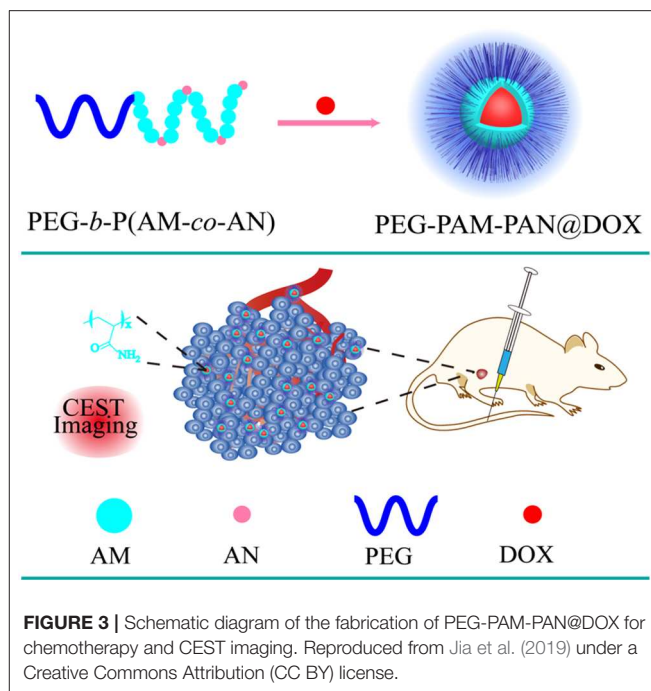 PEG-b-P(AM-co-AN)
PEG-PAM-PAN@DOX
x
O
NH2
CEST
Imaging
AM
AN
PEG
DOX
FIGURE 3 | Schematic diagram of the fabrication of PEG-PAM-PAN@DOX for
chemotherapy and CEST imaging. Reproduced from Jia et al. (2019) under a
Creative Commons Attribution (CC BY) license.